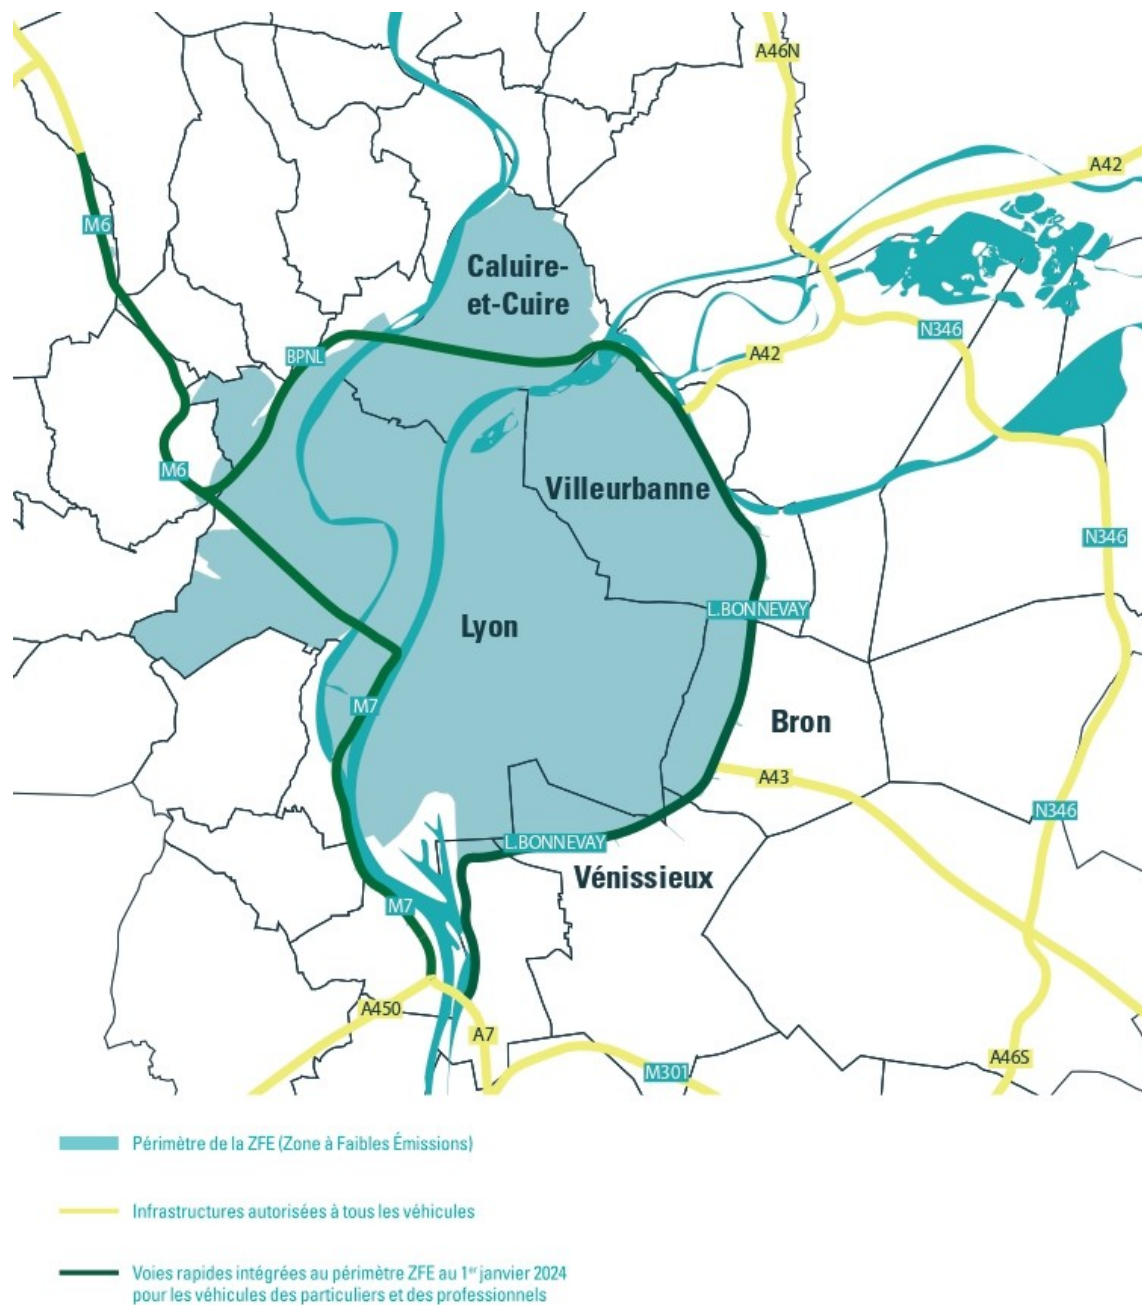 A46N
A42
M6
Caluire-
et-Cuire
N346
BPNL
A42
M6
Villeurbanne
N346
L.BONNEVAY
Lyon
M7
Bron
A43
N346
L.BONNEVAY
Vénissieux
M7
A450
A7
A46S
M301
Périmètre de la ZFE (Zone à Faibles Émissions)
Infrastructures autorisées à tous les véhicules
Voies rapides intégrées au périmètre ZFE au 1er janvier 2024
pour les véhicules des particuliers et des professionnels